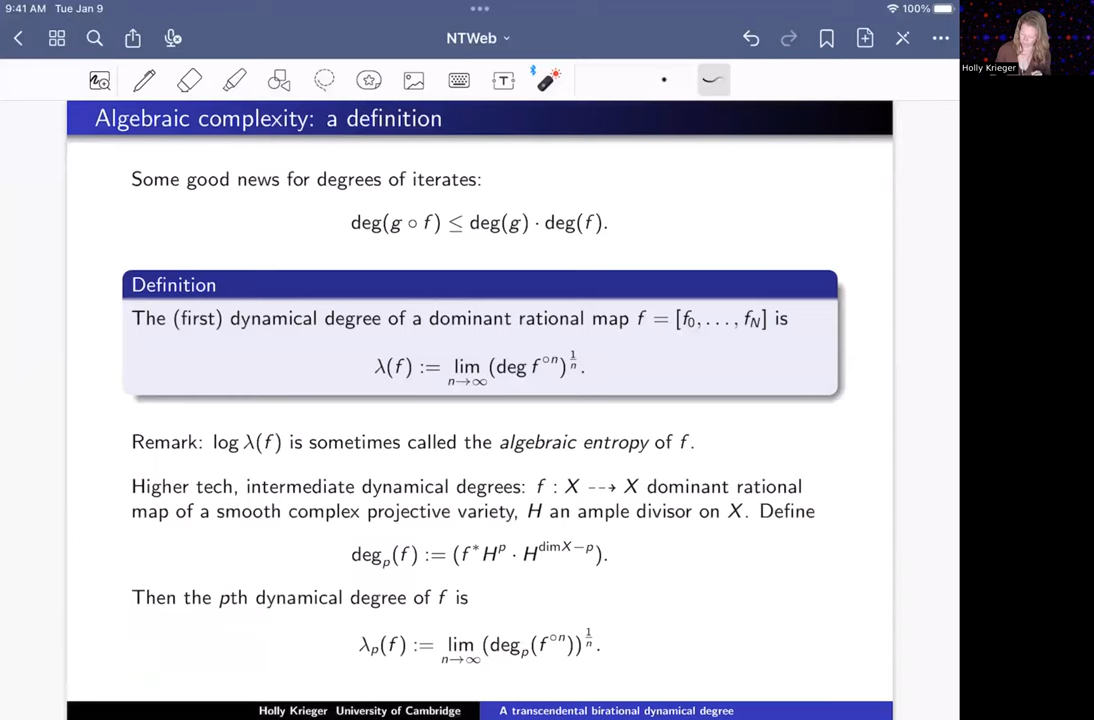 9:41 AM Tue Jan 9
100%
NTWeb
Holly Krieger
Algebraic complexity: a definition
Some good news for degrees of iterates:
deg(g ∘ f) ≤ deg(g) · deg(f).
Definition
The (first) dynamical degree of a dominant rational map f = [f₀, . . . , f_N] is
λ(f) := lim_{n→∞} (deg f^{∘n})^{1/n}.
Remark: log λ(f) is sometimes called the algebraic entropy of f.
Higher tech, intermediate dynamical degrees: f : X ⇢ X dominant rational
map of a smooth complex projective variety, H an ample divisor on X. Define
deg_p(f) := (f*H^p · H^{dimX−p}).
Then the pth dynamical degree of f is
λ_p(f) := lim_{n→∞} (deg_p(f^{∘n}))^{1/n}.
Holly Krieger University of Cambridge
A transcendental birational dynamical degree